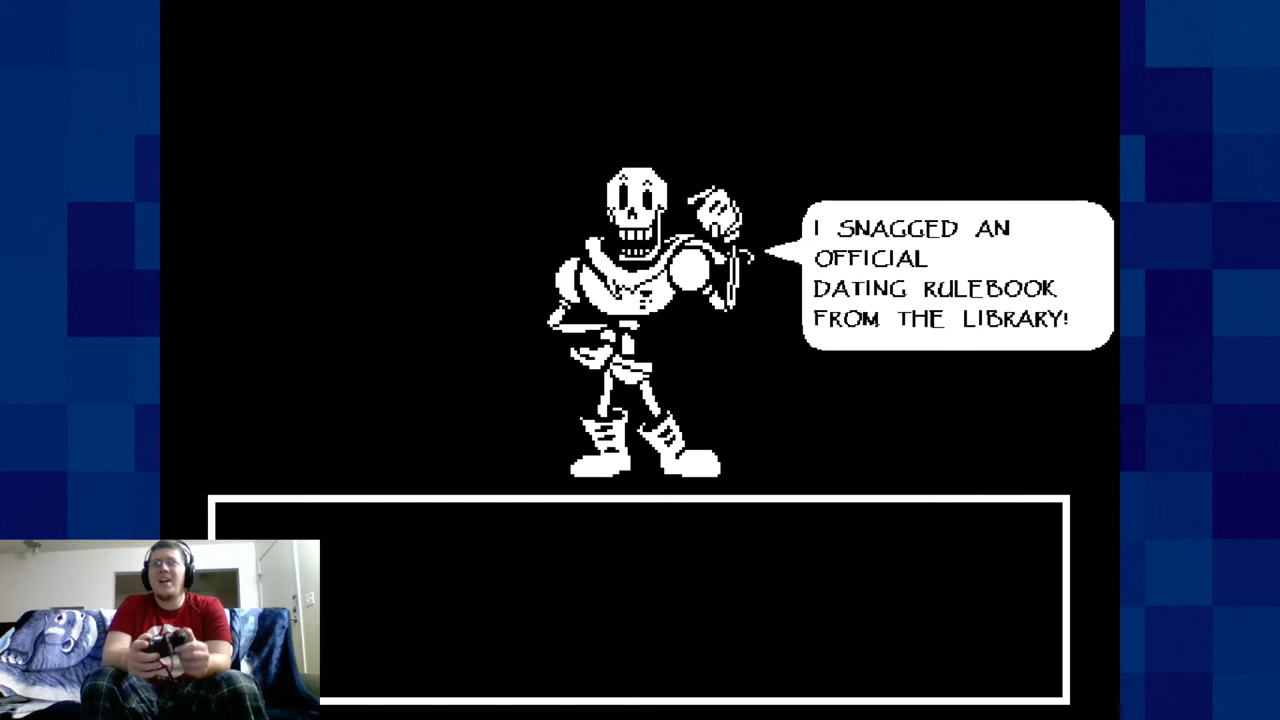 I SNAGGED AN
OFFICIAL
DATING RULEBOOK
FROM THE LIBRARY!